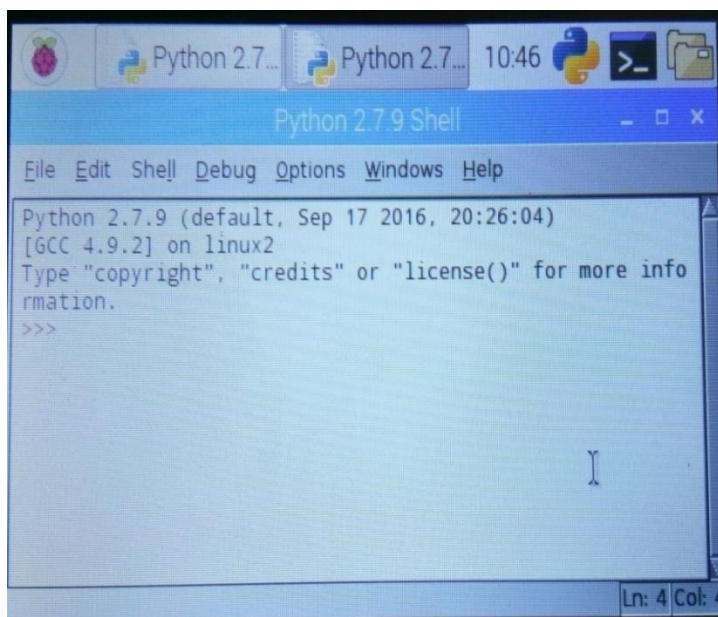 Python 2.7... Python 2.7... 10:46
Python 2.7.9 Shell
File Edit Shell Debug Options Windows Help
Python 2.7.9 (default, Sep 17 2016, 20:26:04)
[GCC 4.9.2] on linux2
Type "copyright", "credits" or "license()" for more info
rmation.
>>>
Ln: 4 Col: